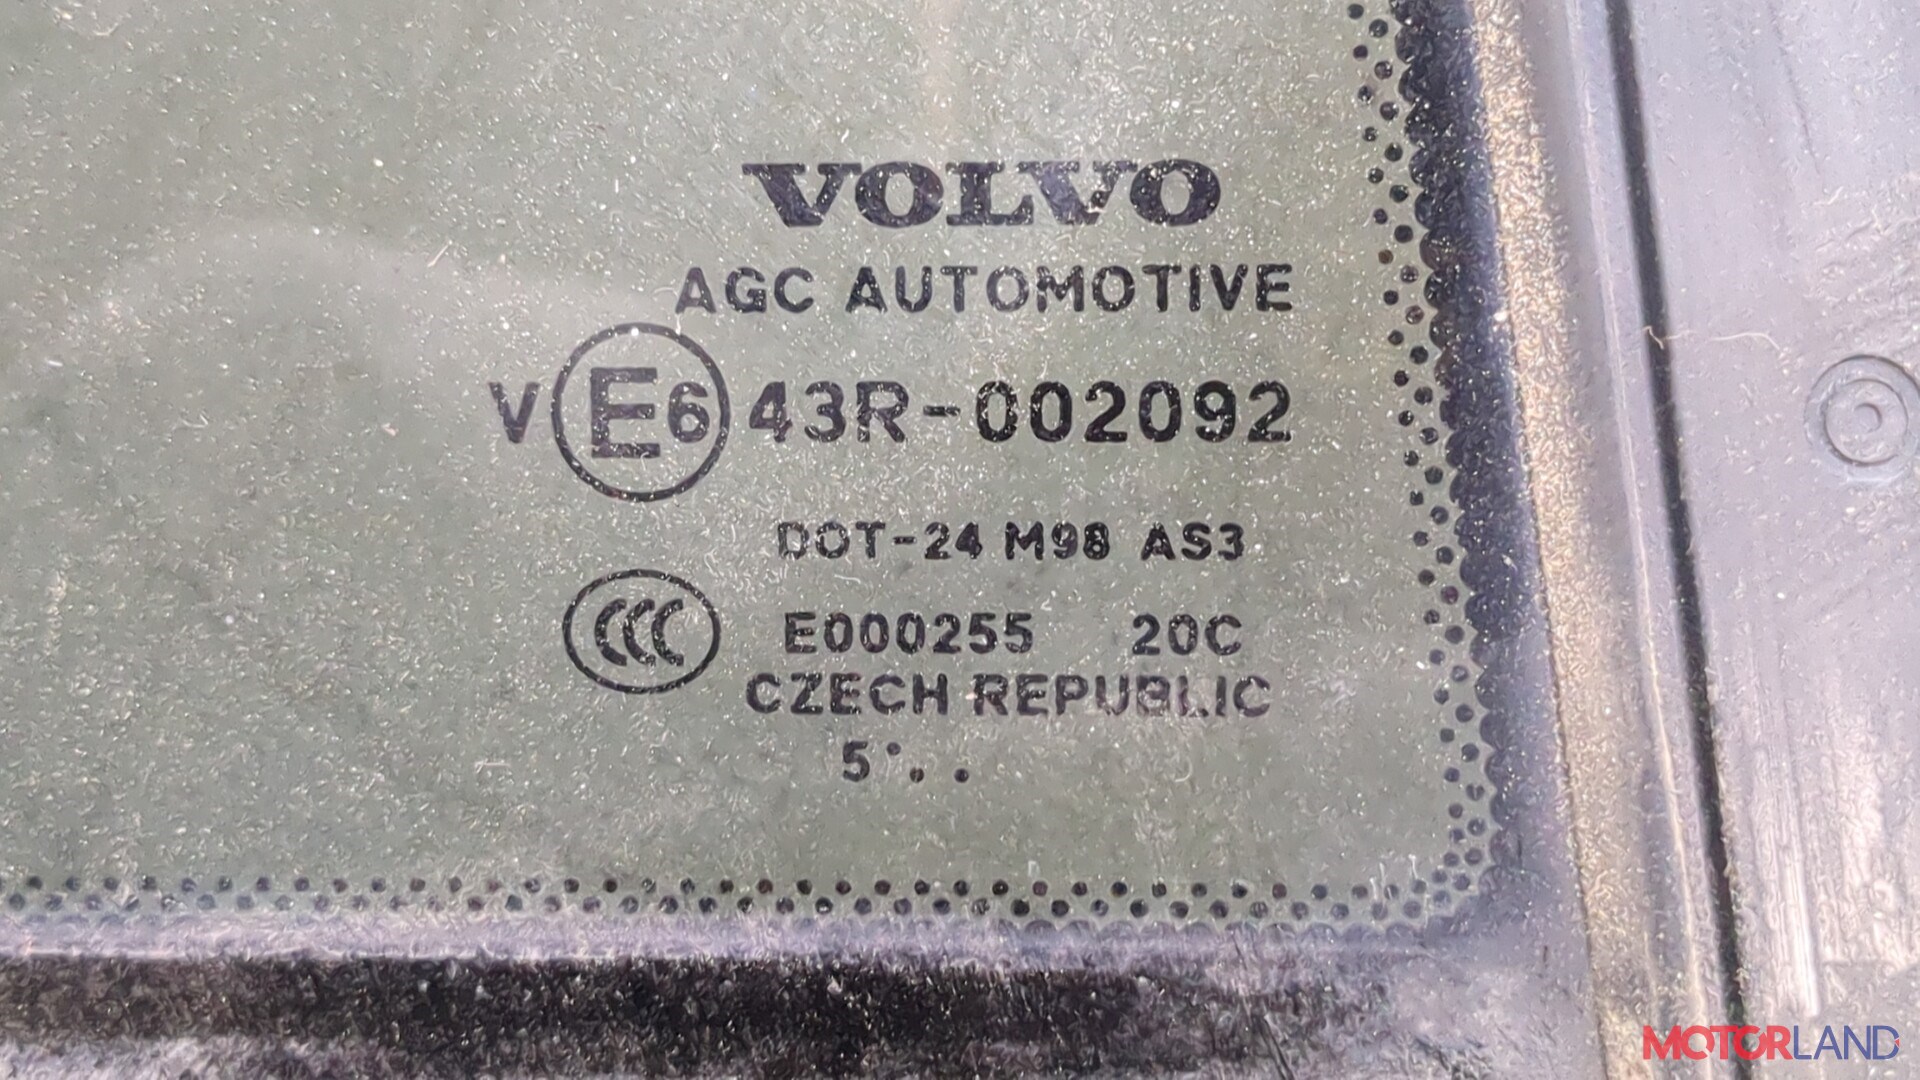 VOLVO
AGC AUTOMOTIVE
V E6 43R-002092
DOT-24 M98 AS3
CCC E000255 20C
CZECH REPUBLIC
5•..
MOTORLAND